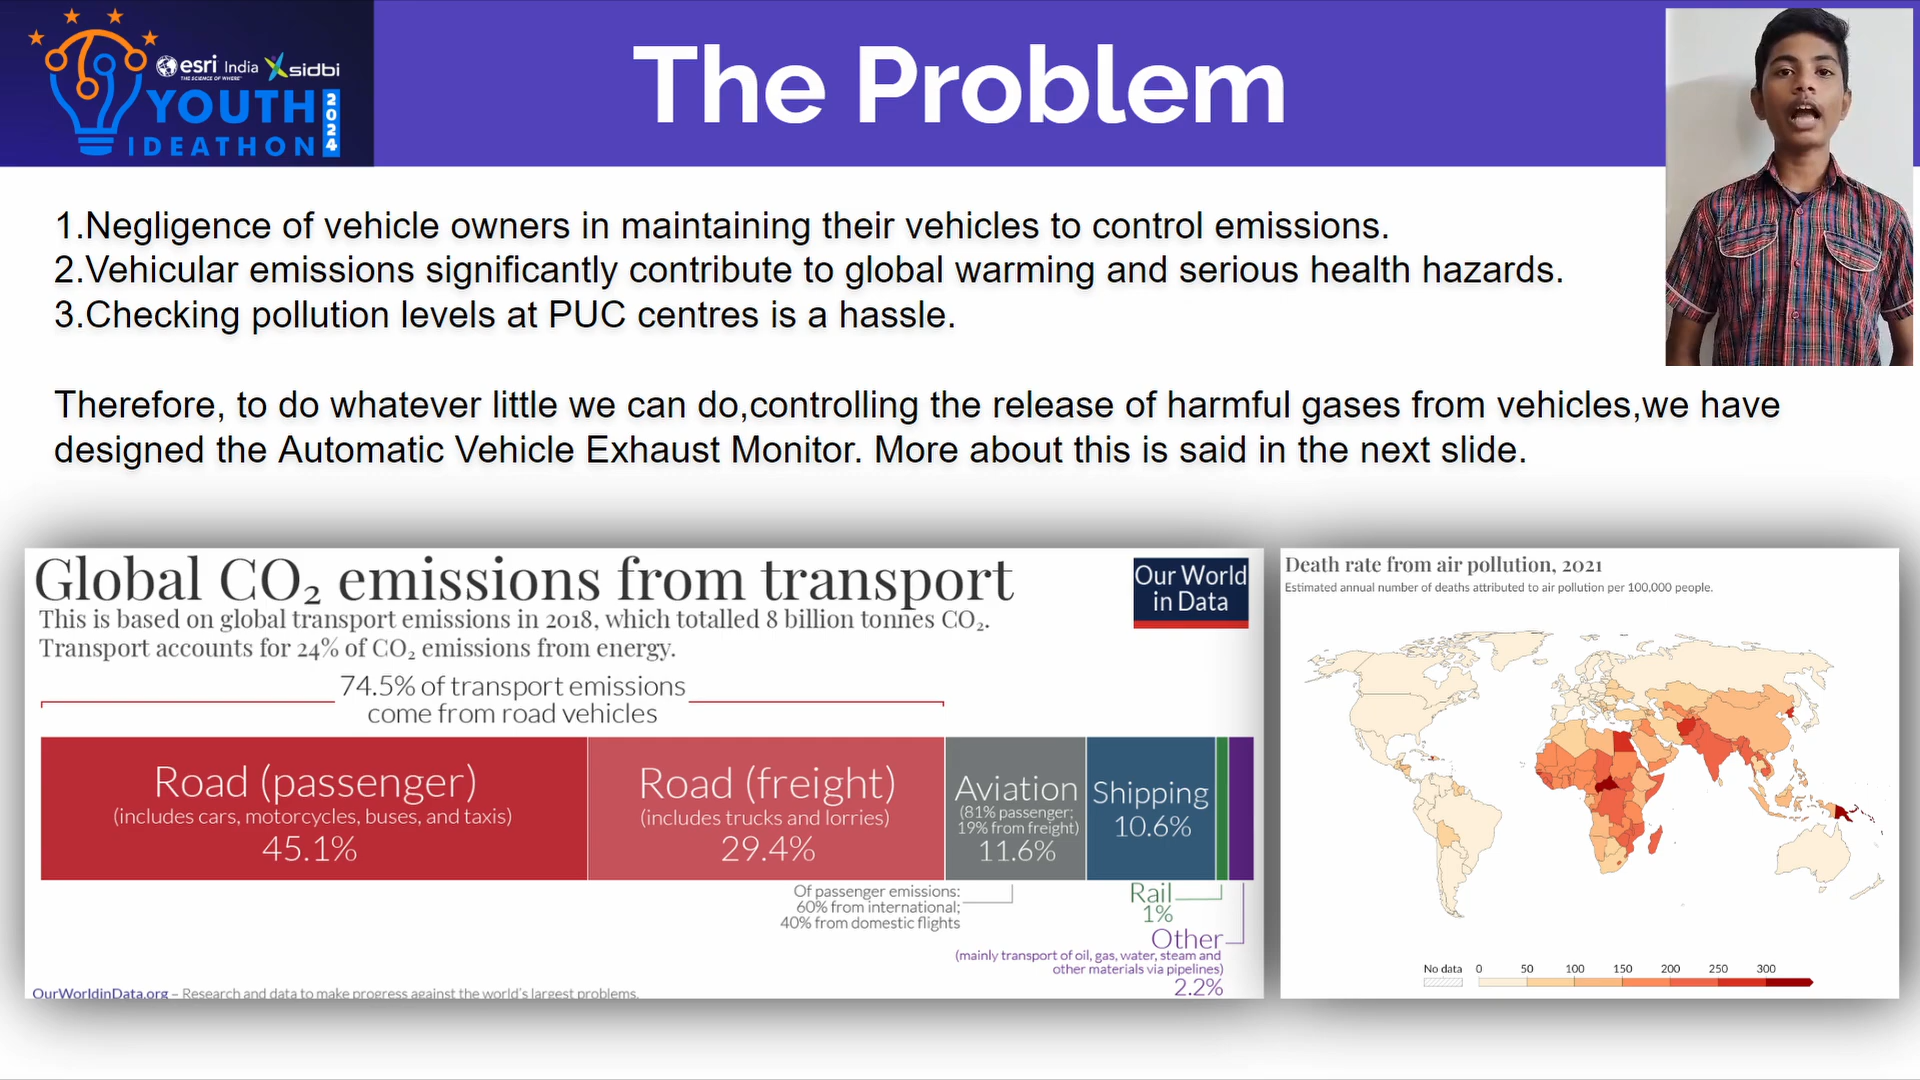 esri India sidbi
THE SCIENCE OF WHERE
YOUTH
IDEATHON
2024
The Problem
1.Negligence of vehicle owners in maintaining their vehicles to control emissions.
2.Vehicular emissions significantly contribute to global warming and serious health hazards.
3.Checking pollution levels at PUC centres is a hassle.
Therefore, to do whatever little we can do,controlling the release of harmful gases from vehicles,we have
designed the Automatic Vehicle Exhaust Monitor. More about this is said in the next slide.
Global CO₂ emissions from transport
This is based on global transport emissions in 2018, which totalled 8 billion tonnes CO₂.
Transport accounts for 24% of CO₂ emissions from energy.
Our World
in Data
74.5% of transport emissions
come from road vehicles
Road (passenger)
(includes cars, motorcycles, buses, and taxis)
45.1%
Road (freight)
(includes trucks and lorries)
29.4%
Aviation
(81% passenger;
19% from freight)
11.6%
Shipping
10.6%
Of passenger emissions:
60% from international;
40% from domestic flights
Rail
1%
Other
(mainly transport of oil, gas, water, steam and
other materials via pipelines)
2.2%
OurWorldinData.org – Research and data to make progress against the world's largest problems.
Death rate from air pollution, 2021
Estimated annual number of deaths attributed to air pollution per 100,000 people.
No data 0 50 100 150 200 250 300